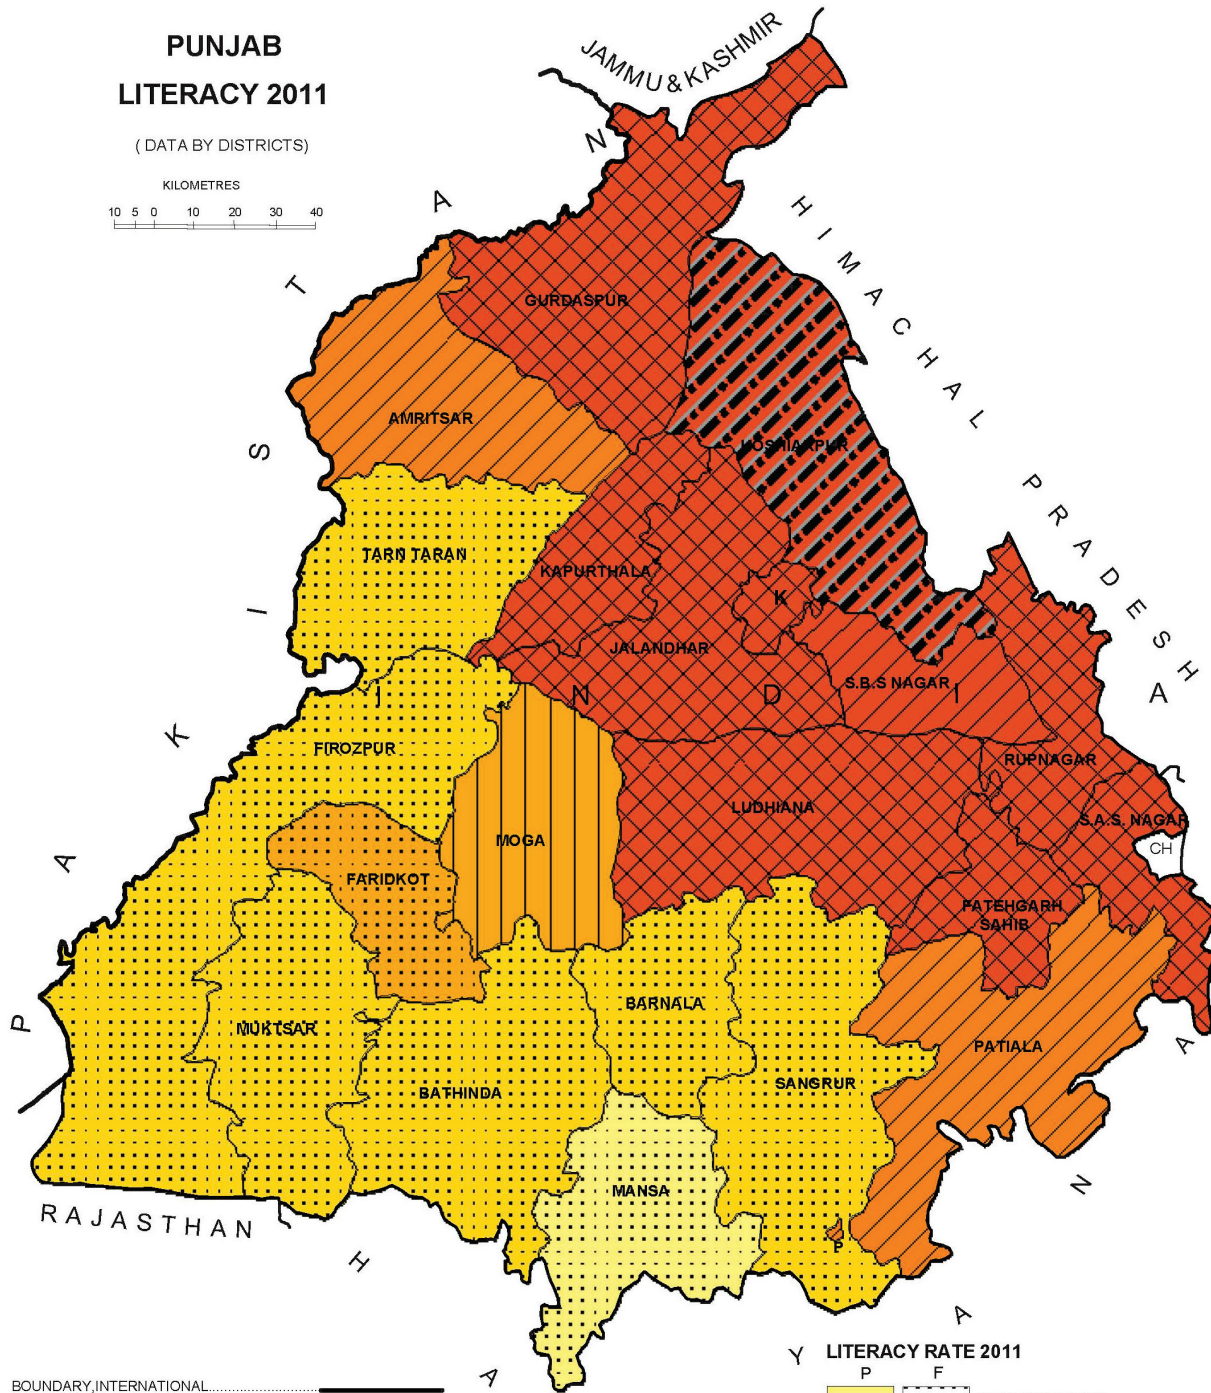 PUNJAB
LITERACY 2011
( DATA BY DISTRICTS)
KILOMETRES
10 5 0 10 20 30 40
JAMMU & KASHMIR
HIMACHAL PRADESH
PAKISTAN
GURDASPUR
HOSHIARPUR
AMRITSAR
TARN TARAN
KAPURTHALA
K
JALANDHAR
S.B.S NAGAR
I N D I A
FIROZPUR
RUPNAGAR
LUDHIANA
S.A.S. NAGAR
MOGA
CH
FARIDKOT
FATEHGARH
SAHIB
BARNALA
MUKTSAR
PATIALA
SANGRUR
BATHINDA
MANSA
P
RAJASTHAN
HARYANA
LITERACY RATE 2011
P F
BOUNDARY,INTERNATIONAL